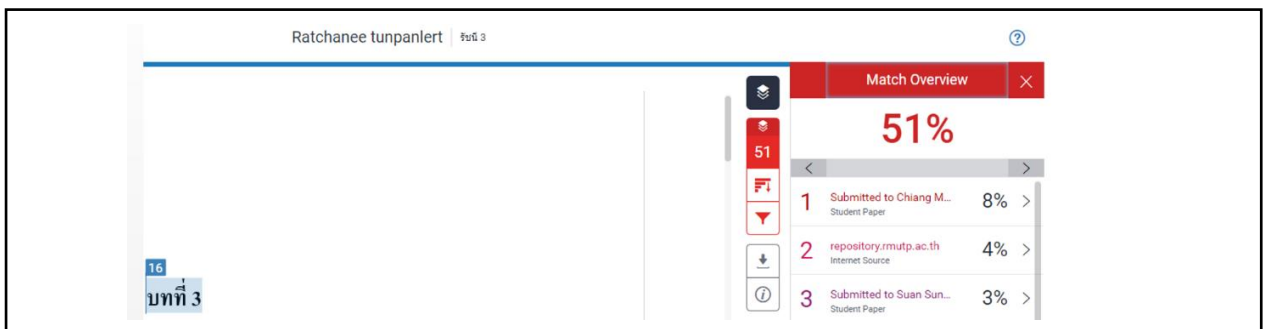 Ratchanee tunpanlert รัชนี 3
Match Overview
51%
51
1 Submitted to Chiang M... 8%
Student Paper
2 repository.rmutp.ac.th 4%
Internet Source
3 Submitted to Suan Sun... 3%
Student Paper
16
บทที่ 3